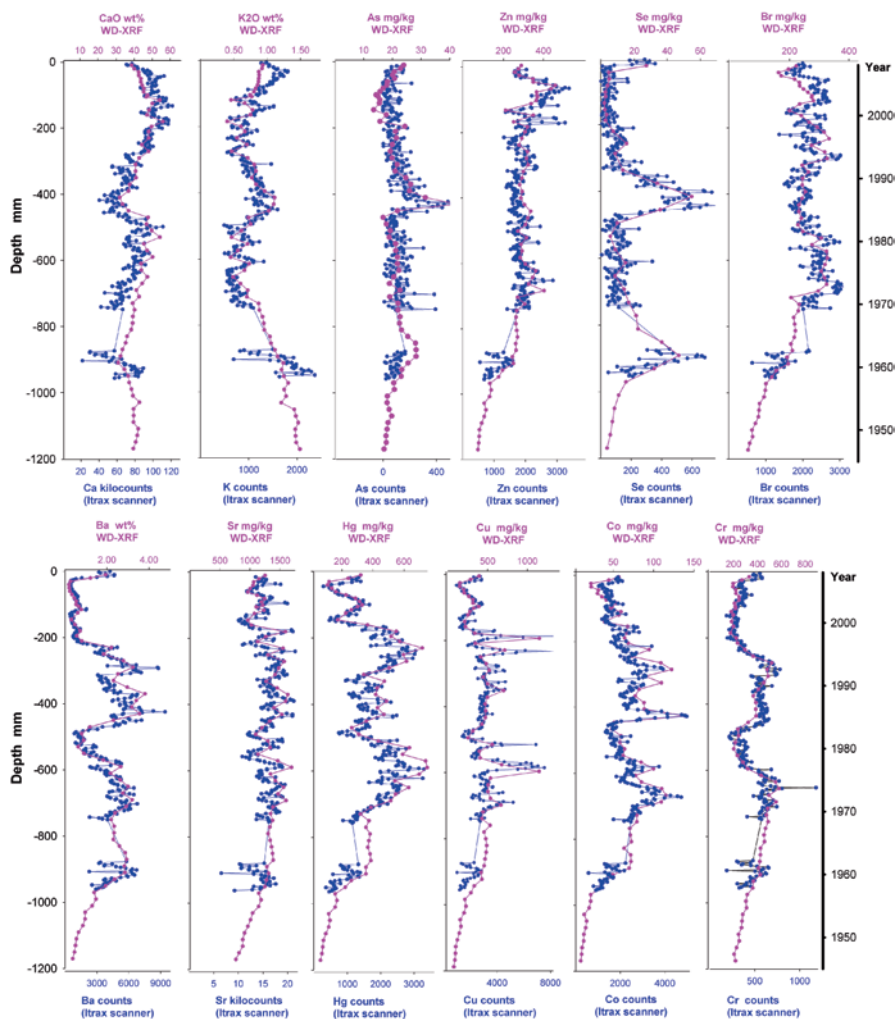 CaO wt%
WD-XRF
20 30 40 50 60
K2O wt%
WD-XRF
0.50 1.00 1.50
As mg/kg
WD-XRF
0 10 20 30 40
Zn mg/kg
WD-XRF
200 400
Se mg/kg
WD-XRF
20 40 60
Br mg/kg
WD-XRF
200 400
Depth mm
0
-200
-400
-600
-800
-1000
-1200
Year
2000
1990
1980
1970
1960
1950
20 40 60 80 100 120
Ca kilocounts
(Itrax scanner)
1000 2000
K counts
(Itrax scanner)
0 400
As counts
(Itrax scanner)
1000 3000
Zn counts
(Itrax scanner)
200 400 600
Se counts
(Itrax scanner)
1000 2000 3000
Br counts
(Itrax scanner)
Ba wt%
WD-XRF
2.00 4.00
Sr mg/kg
WD-XRF
500 1000 1500
Hg mg/kg
WD-XRF
200 400 600
Cu mg/kg
WD-XRF
500 1000
Co mg/kg
WD-XRF
50 100 150
Cr mg/kg
WD-XRF
200 400 600 800
Depth mm
0
-200
-400
-600
-800
-1000
-1200
Year
2000
1990
1980
1970
1960
1950
3000 6000 9000
Ba counts
(Itrax scanner)
5 10 15 20
Sr kilocounts
(Itrax scanner)
1000 2000 3000
Hg counts
(Itrax scanner)
4000 8000
Cu counts
(Itrax scanner)
2000 4000
Co counts
(Itrax scanner)
500 1000
Cr counts
(Itrax scanner)